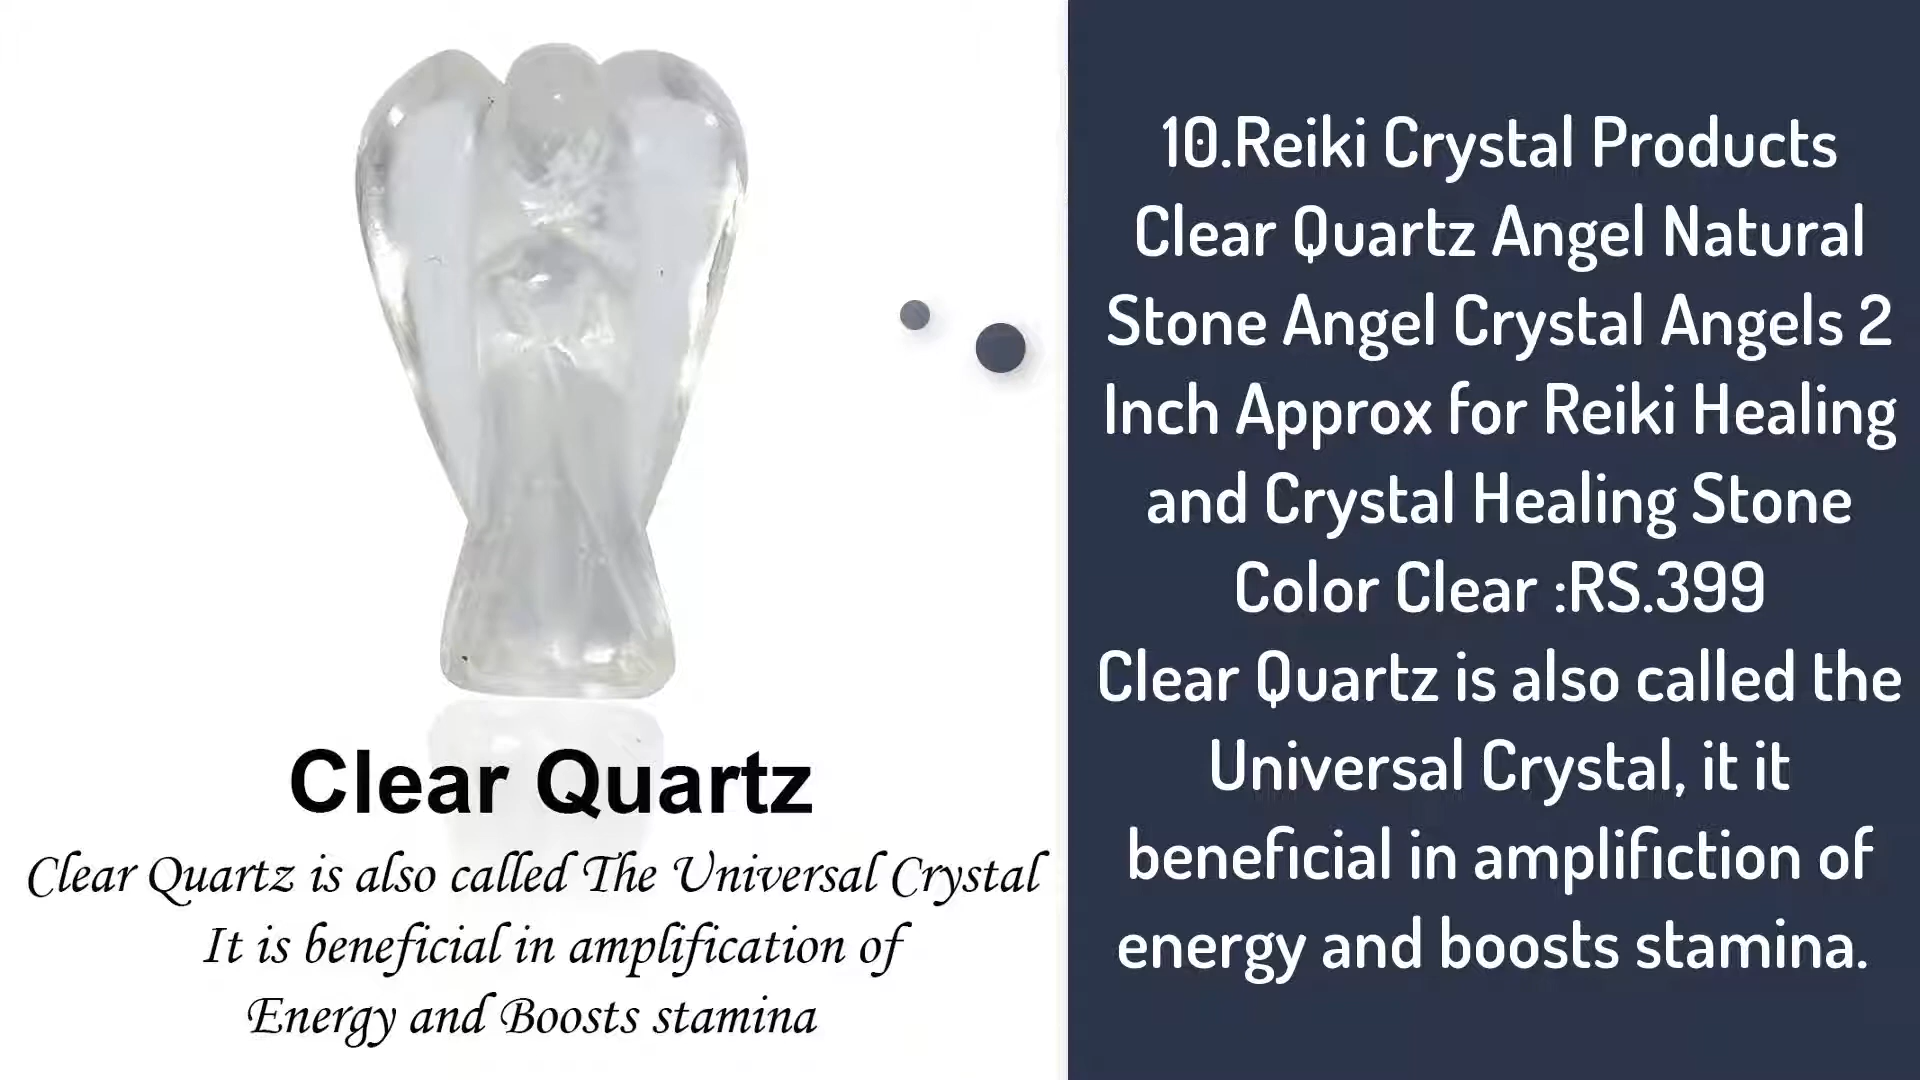 Clear Quartz
Clear Quartz is also called The Universal Crystal
It is beneficial in amplification of
Energy and Boosts stamina
10.Reiki Crystal Products
Clear Quartz Angel Natural
Stone Angel Crystal Angels 2
Inch Approx for Reiki Healing
and Crystal Healing Stone
Color Clear :RS.399
Clear Quartz is also called the
Universal Crystal, it it
beneficial in amplifiction of
energy and boosts stamina.